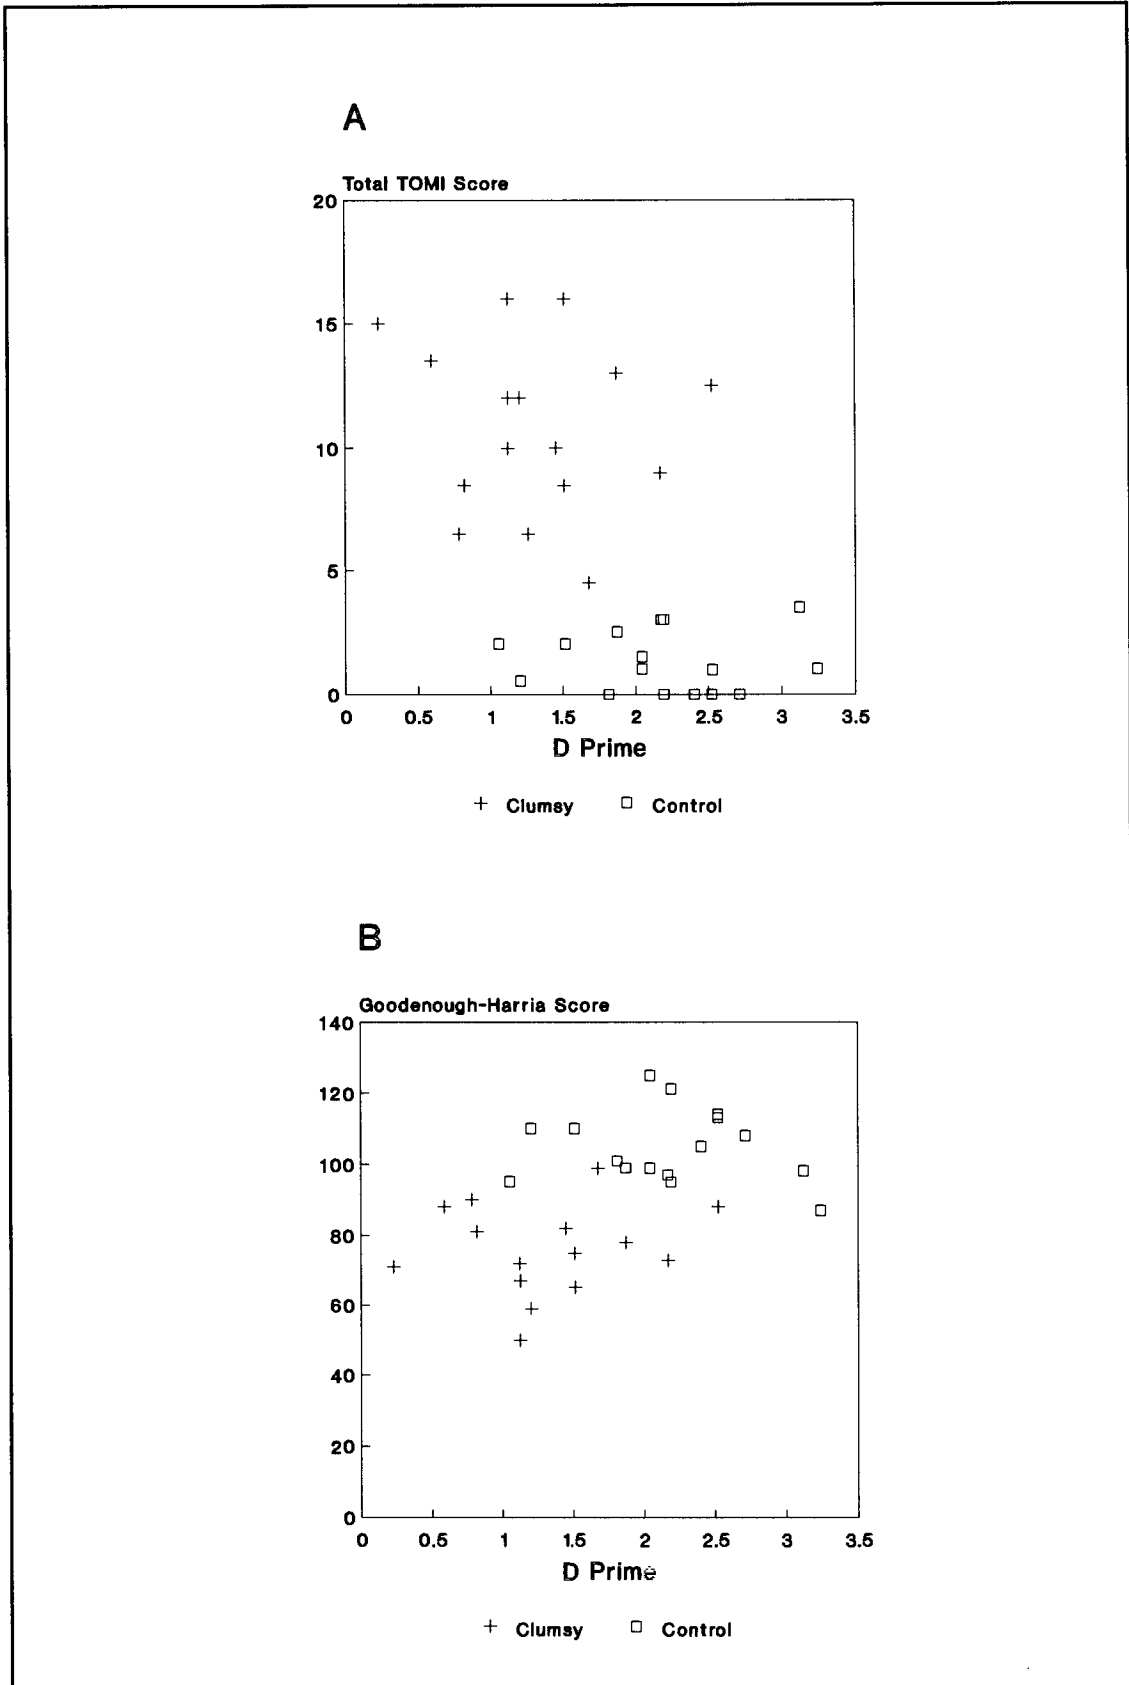 A
Total TOMI Score
20
15
10
5
0
0 0.5 1 1.5 2 2.5 3 3.5
D Prime
+ Clumsy □ Control
B
Goodenough-Harria Score
140
120
100
80
60
40
20
0
0 0.5 1 1.5 2 2.5 3 3.5
D Prime
+ Clumsy □ Control